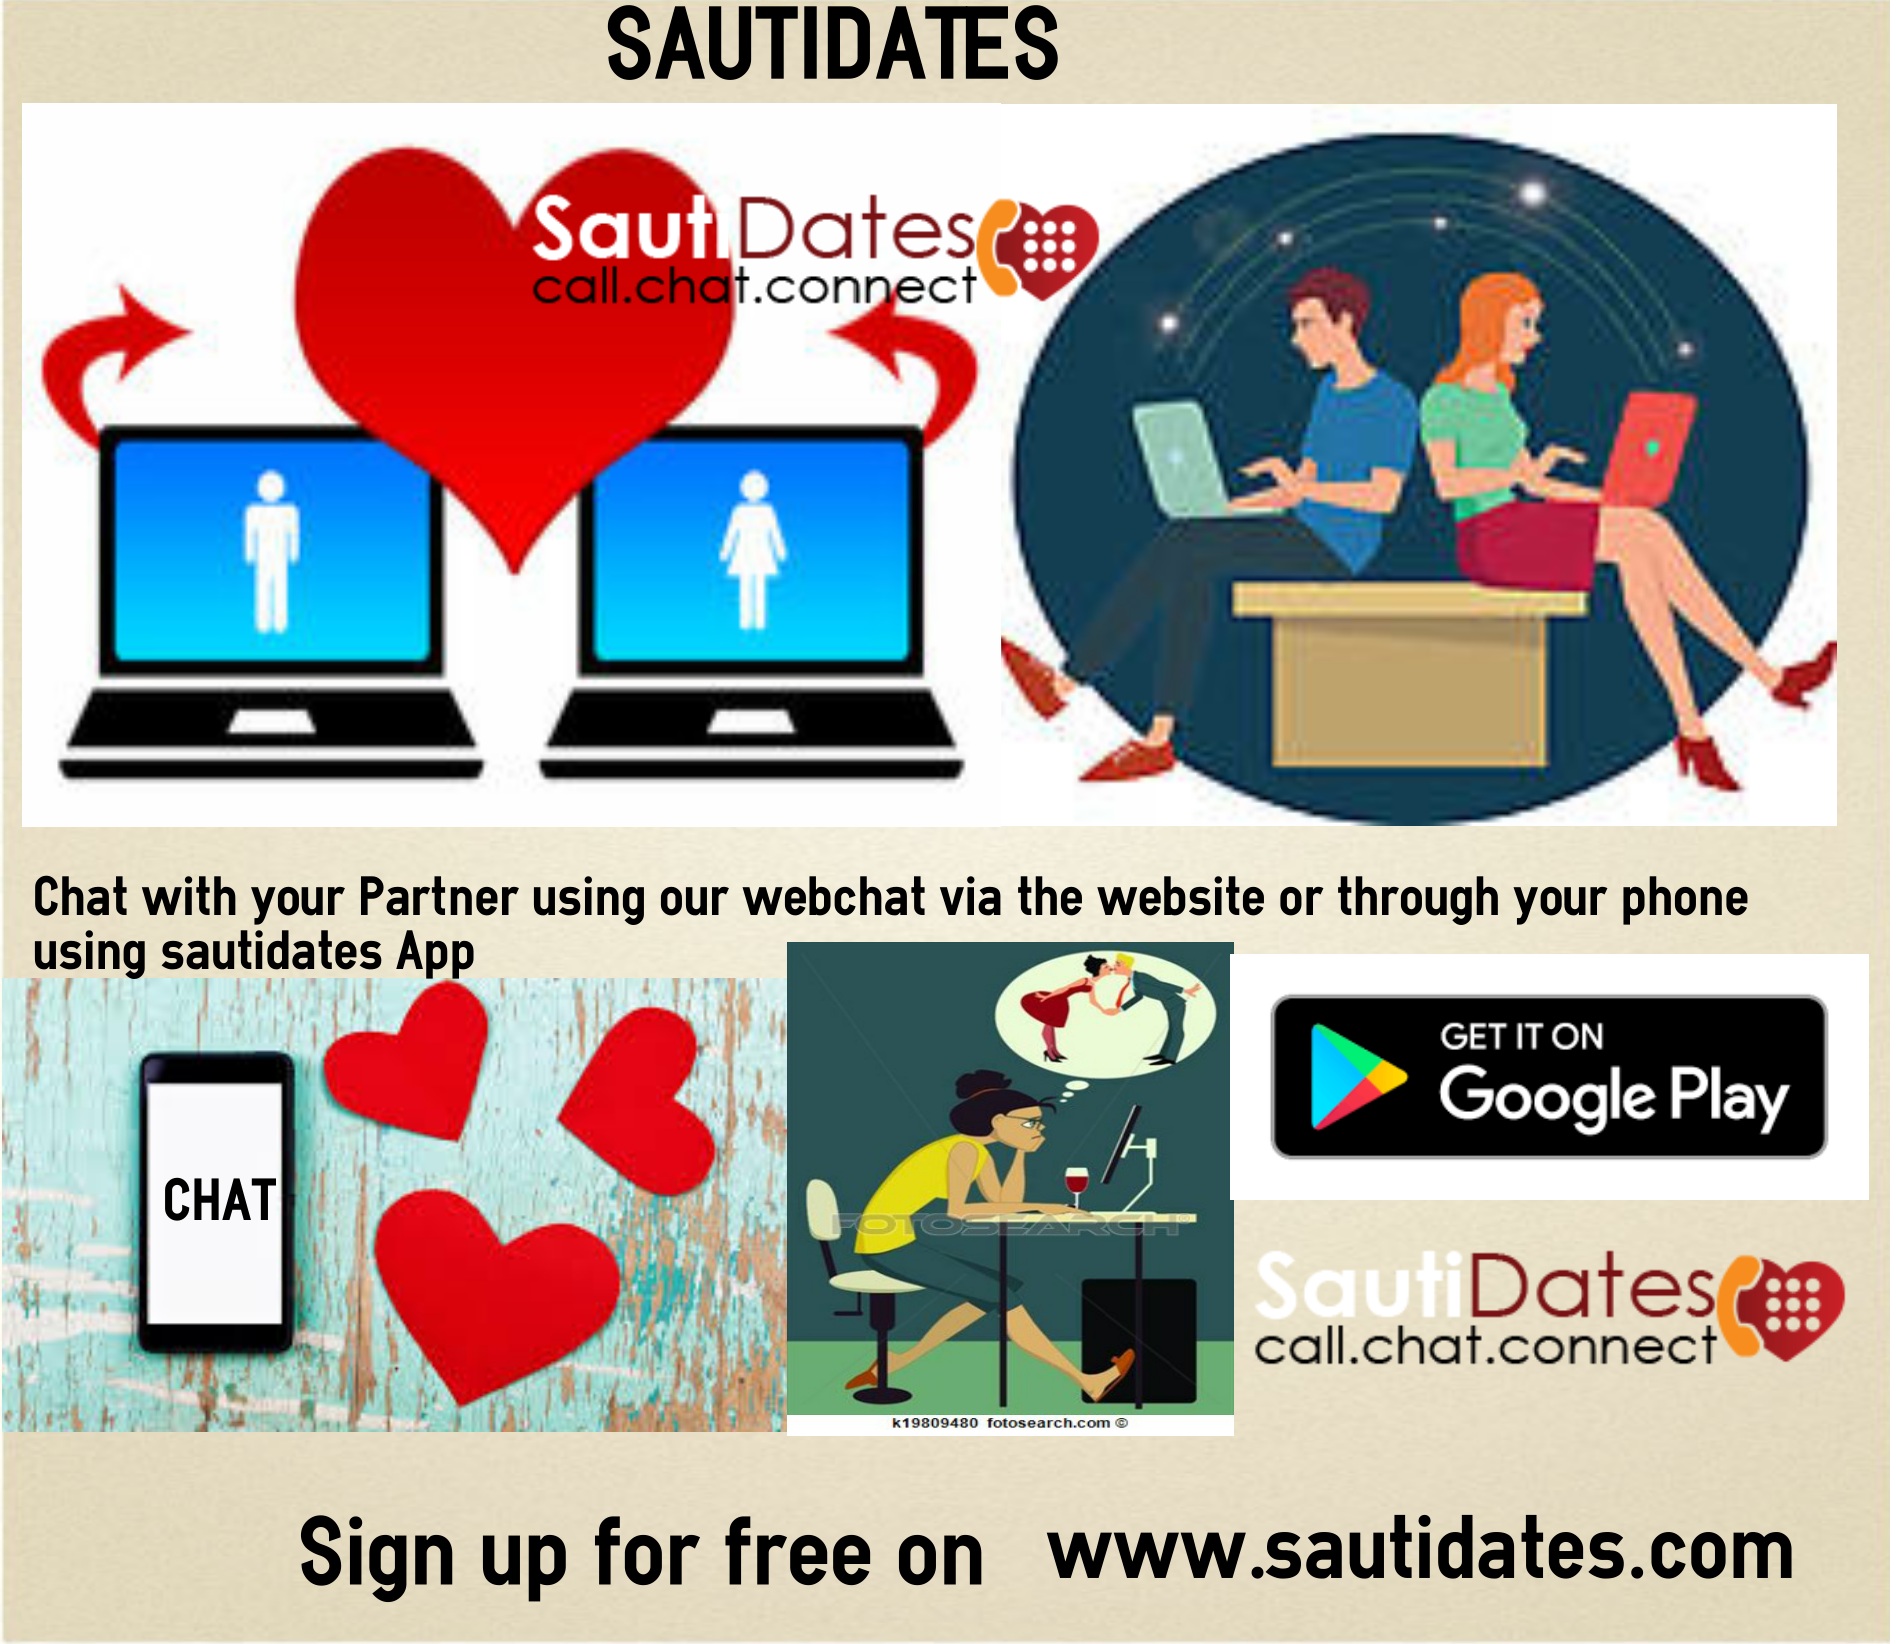 SAUTIDATES
SautiDates
call.chat.connect
Chat with your Partner using our webchat via the website or through your phone
using sautidates App
CHAT
FOTOSEARCH®
k19809480 fotosearch.com ©
GET IT ON
Google Play
SautiDates
call.chat.connect
Sign up for free on www.sautidates.com